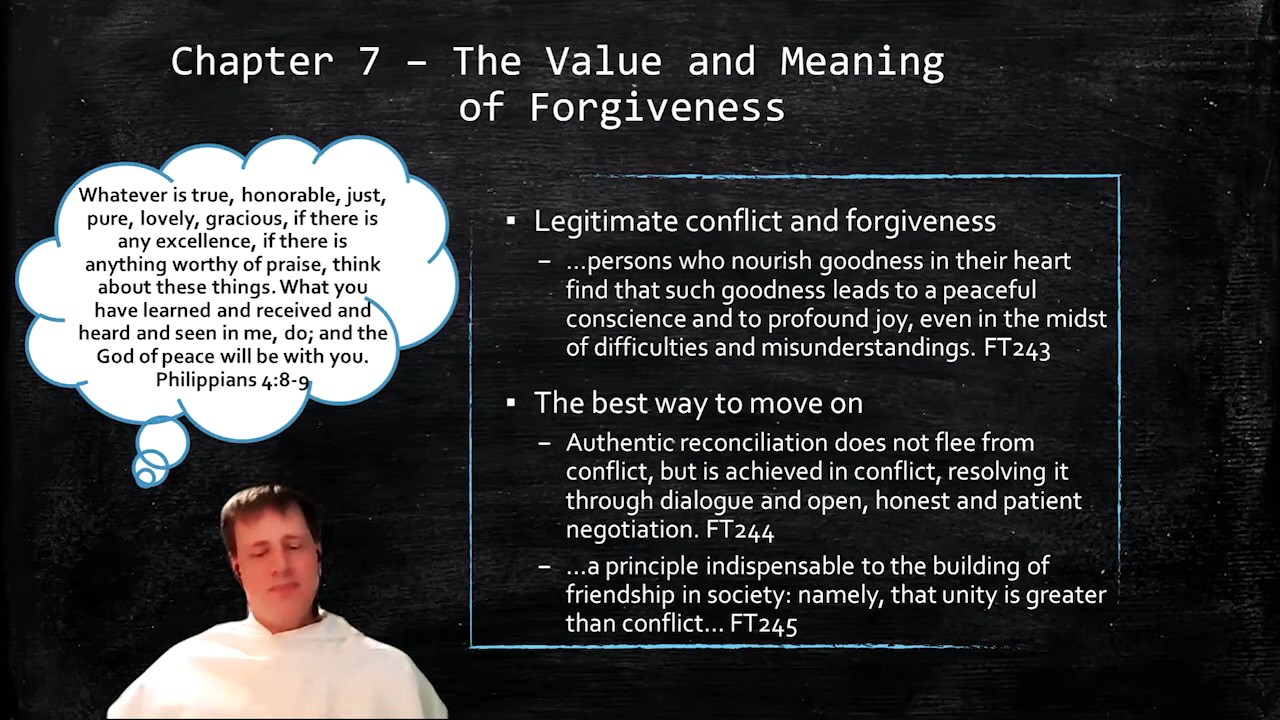 Chapter 7 – The Value and Meaning
of Forgiveness
Whatever is true, honorable, just,
pure, lovely, gracious, if there is
any excellence, if there is
anything worthy of praise, think
about these things. What you
have learned and received and
heard and seen in me, do; and the
God of peace will be with you.
Philippians 4:8-9
▪ Legitimate conflict and forgiveness
– …persons who nourish goodness in their heart
find that such goodness leads to a peaceful
conscience and to profound joy, even in the midst
of difficulties and misunderstandings. FT243
▪ The best way to move on
– Authentic reconciliation does not flee from
conflict, but is achieved in conflict, resolving it
through dialogue and open, honest and patient
negotiation. FT244
– …a principle indispensable to the building of
friendship in society: namely, that unity is greater
than conflict… FT245